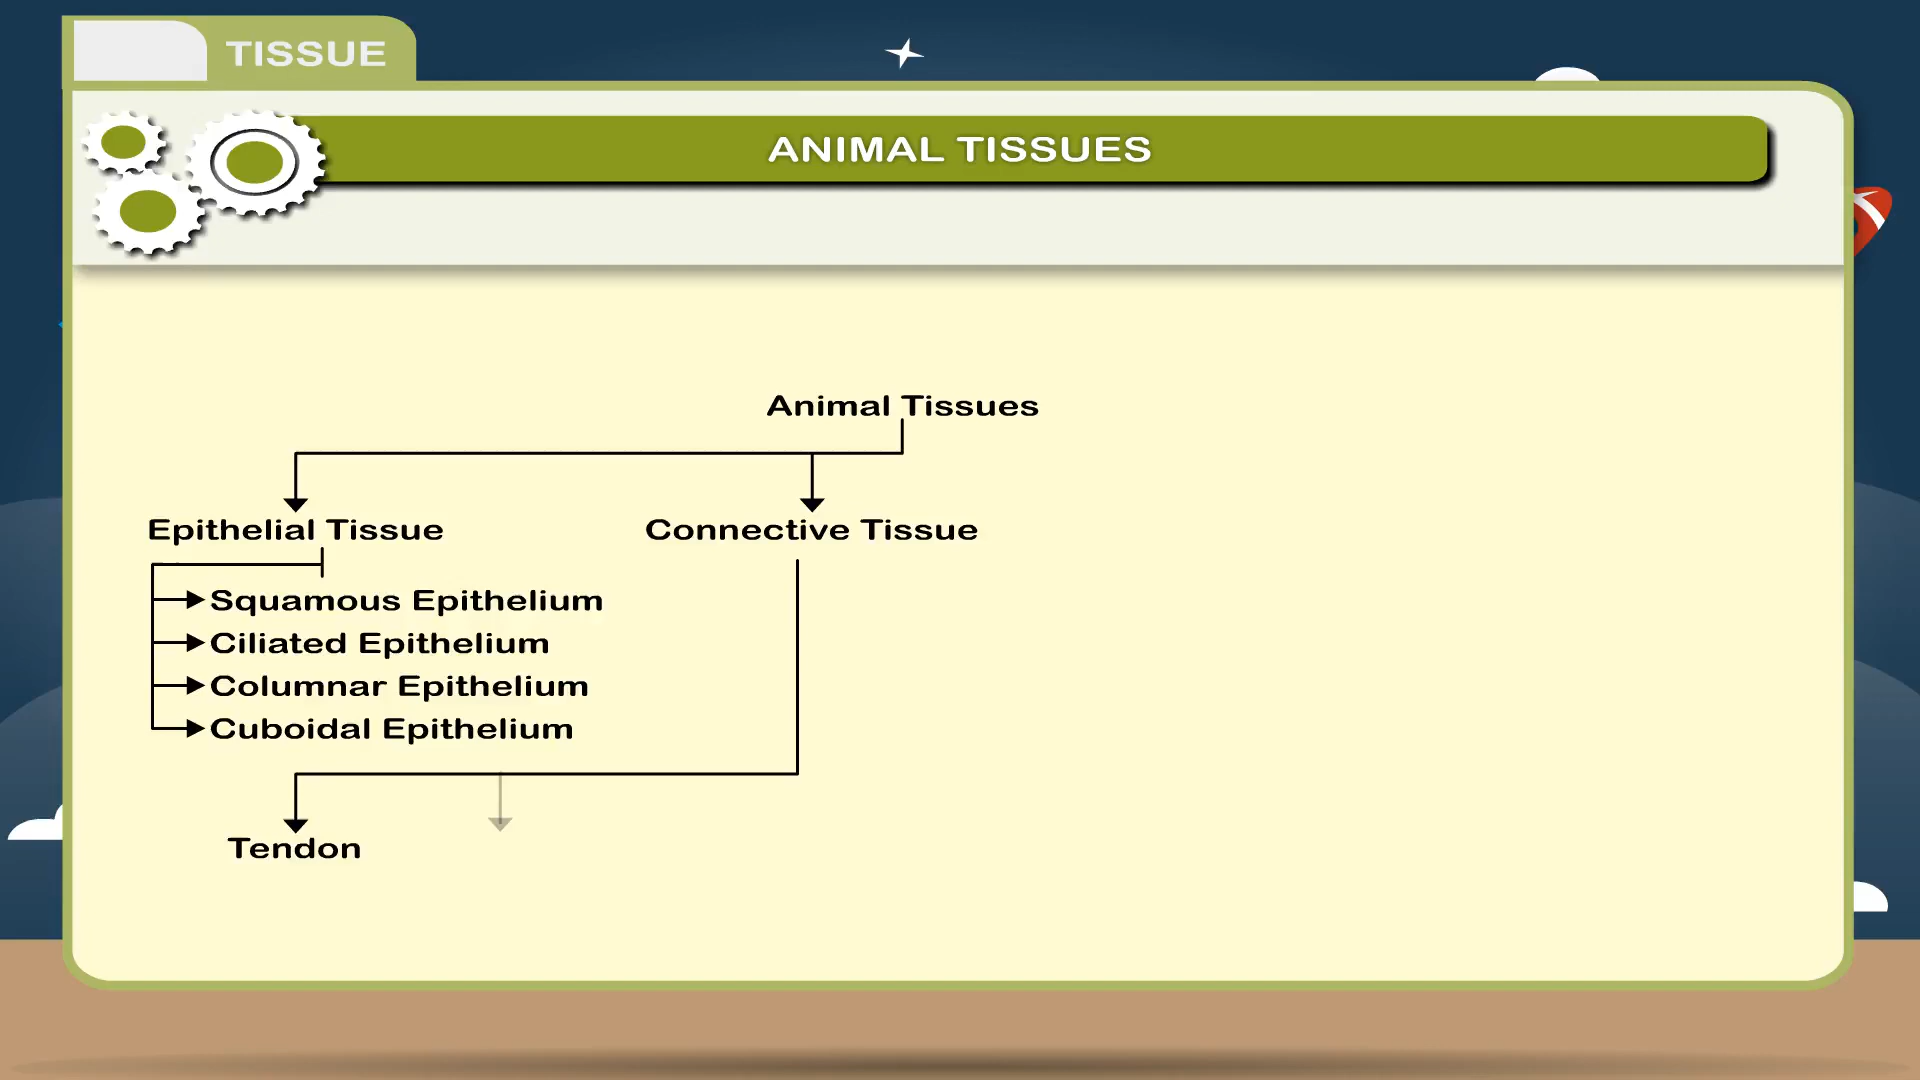 TISSUE
ANIMAL TISSUES
Animal Tissues
Epithelial Tissue
Connective Tissue
Squamous Epithelium
Ciliated Epithelium
Columnar Epithelium
Cuboidal Epithelium
Tendon